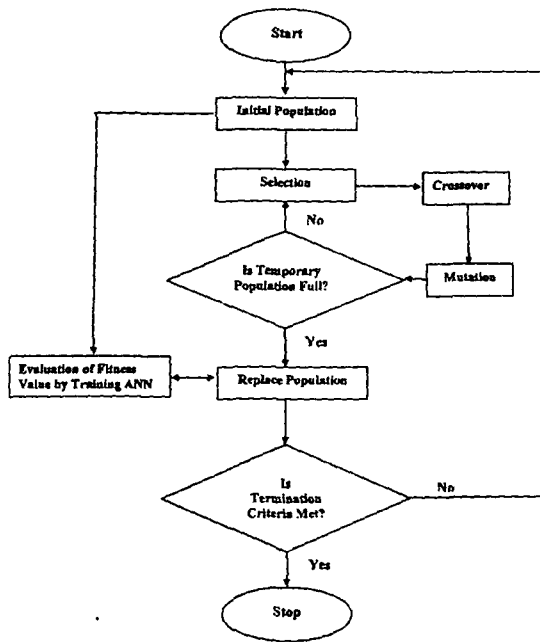 Start
Initial Population
Selection
Crossover
No
Is Temporary
Population Full?
Mutation
Yes
Evaluation of Fitness
Value by Training ANN
Replace Population
Is
Termination
Criteria Met?
No
Yes
Stop